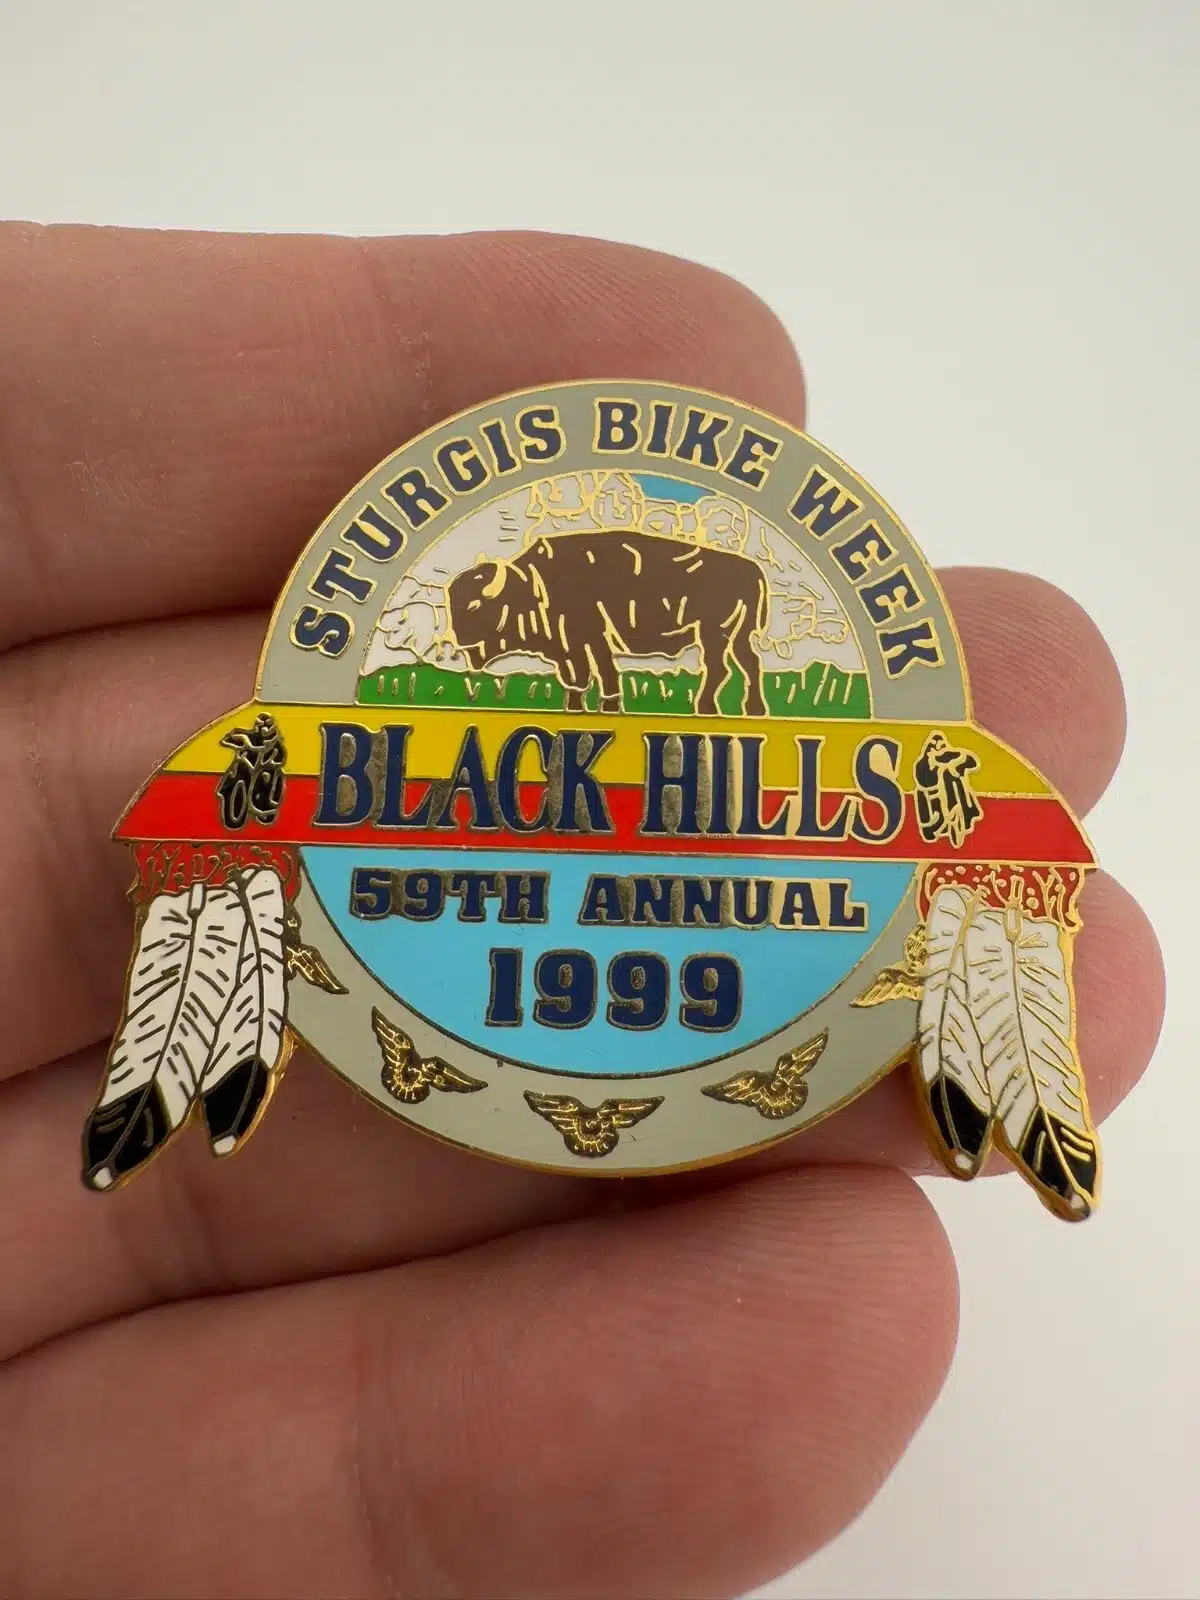 STURGIS BIKE WEEK
BLACK HILLS
59TH ANNUAL
1999